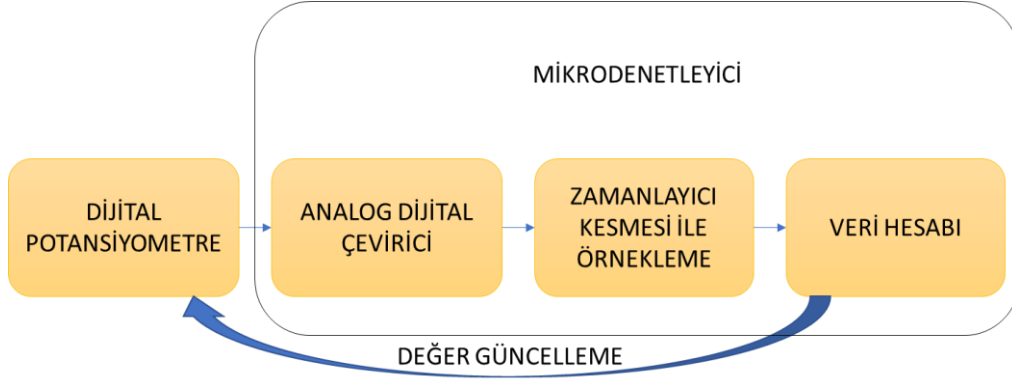 MİKRODENETLEYİCİ
DİJİTAL
POTANSİYOMETRE
ANALOG DİJİTAL
ÇEVİRİCİ
ZAMANLAYICI
KESMESİ İLE
ÖRNEKLEME
VERİ HESABI
DEĞER GÜNCELLEME